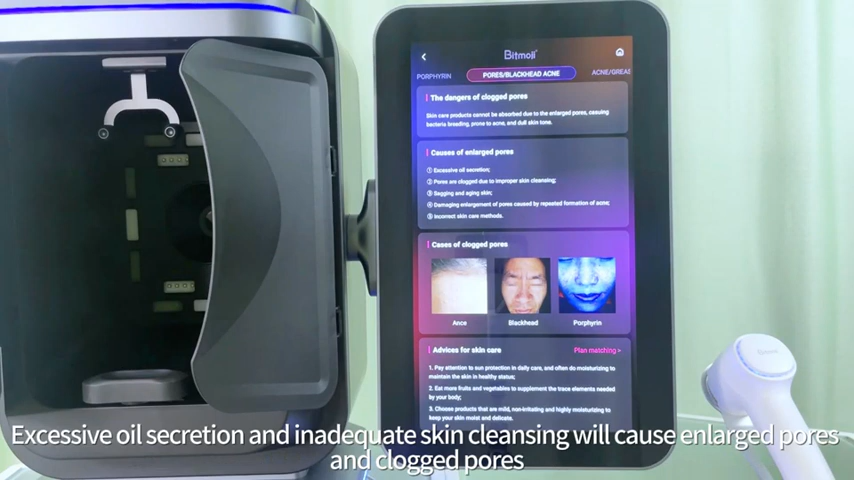 Bitmoji
PORPHYRIN
PORES/BLACKHEAD ACNE
ACNE/GREAS
The dangers of clogged pores
Skin care products cannot be absorbed due to the enlarged pores, casuing
bacteria breeding, prone to acne, and dull skin tone.
Causes of enlarged pores
① Excessive oil secretion;
② Pores are clogged due to improper skin cleansing;
③ Sagging and aging skin;
④ Damaging enlargement of pores caused by repeated formation of acne;
⑤ Incorrect skin care methods.
Cases of clogged pores
Ance
Blackhead
Porphyrin
Advices for skin care
Plan matching >
1. Pay attention to sun protection in daily care, and often do moisturizing to
maintain the skin in healthy status;
2. Eat more fruits and vegetables to supplement the trace elements needed
by your body;
3. Choose products that are mild, non-irritating and highly moisturizing to
keep your skin moist and delicate.
Excessive oil secretion and inadequate skin cleansing will cause enlarged pores
and clogged pores